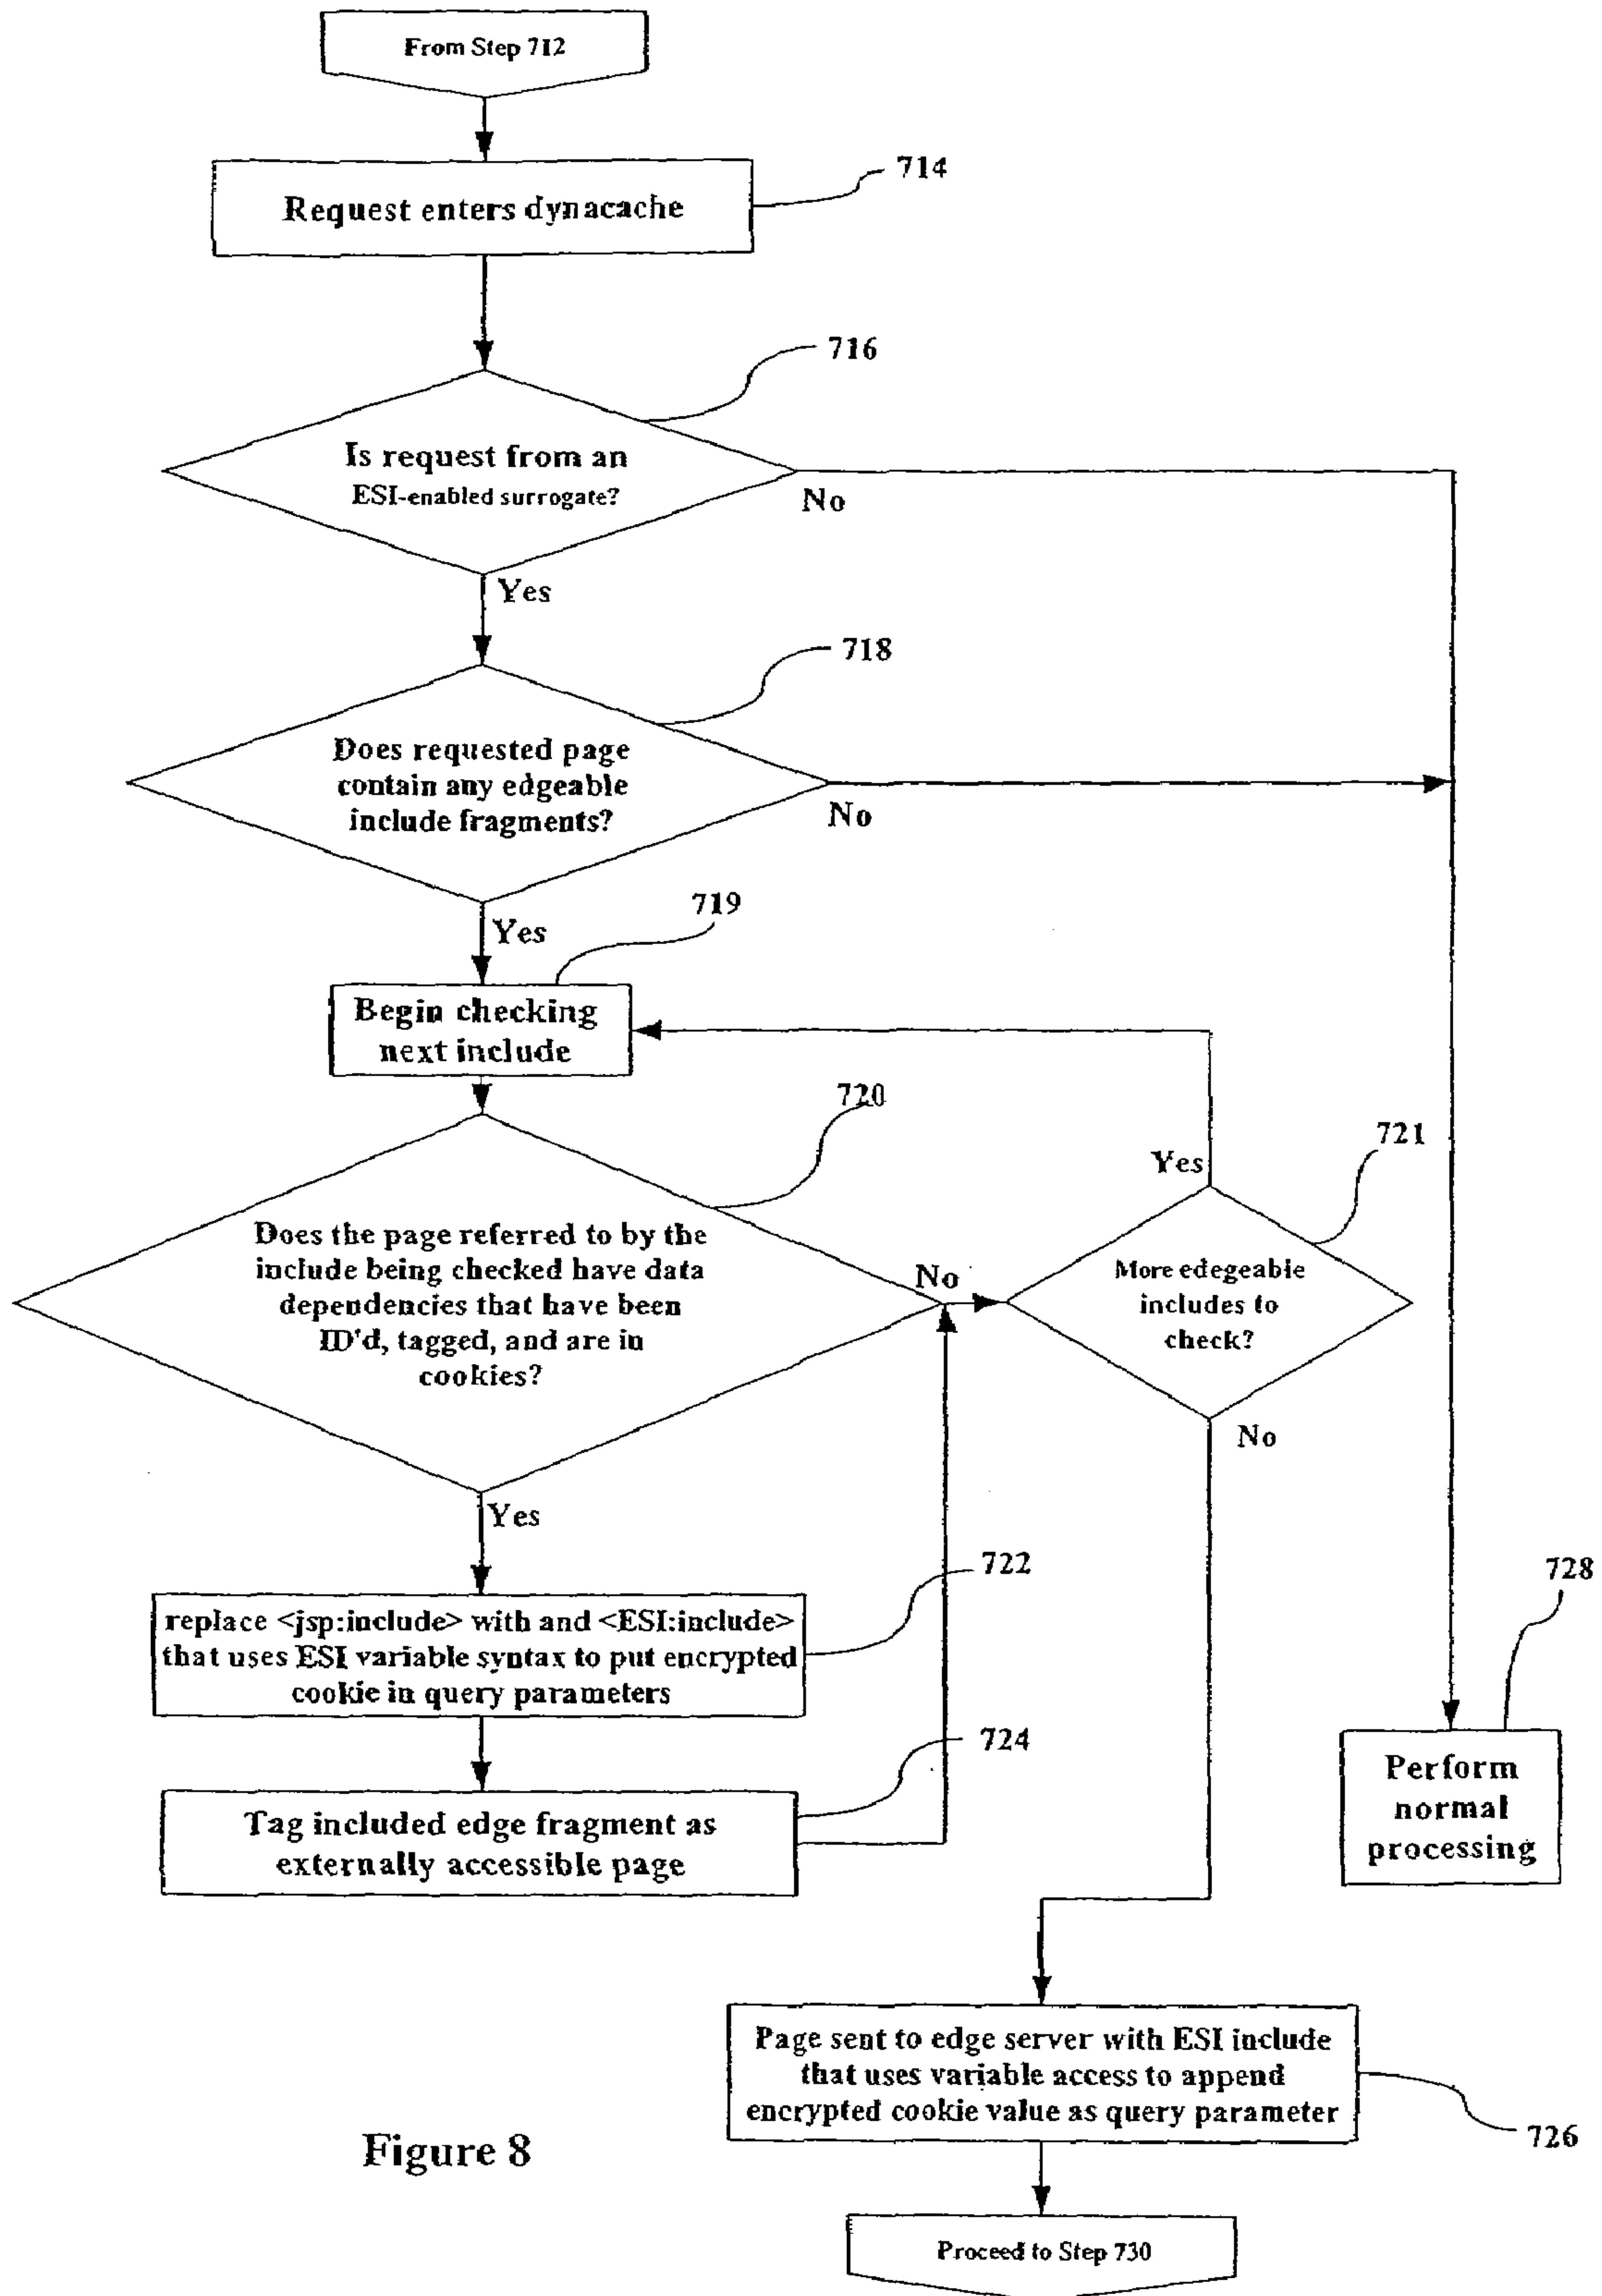 From Step 712
Request enters dynacache
714
716
Is request from an
ESI-enabled surrogate?
No
Yes
718
Does requested page
contain any edgeable
include fragments?
No
Yes
719
Begin checking
next include
720
721
Yes
Does the page referred to by the
include being checked have data
dependencies that have been
ID'd, tagged, and are in
cookies?
No
More edegeable
includes to
check?
No
Yes
722
728
replace <jsp:include> with and <ESI:include>
that uses ESI variable syntax to put encrypted
cookie in query parameters
724
Tag included edge fragment as
externally accessible page
Perform
normal
processing
Page sent to edge server with ESI include
that uses variable access to append
encrypted cookie value as query parameter
726
Figure 8
Proceed to Step 730